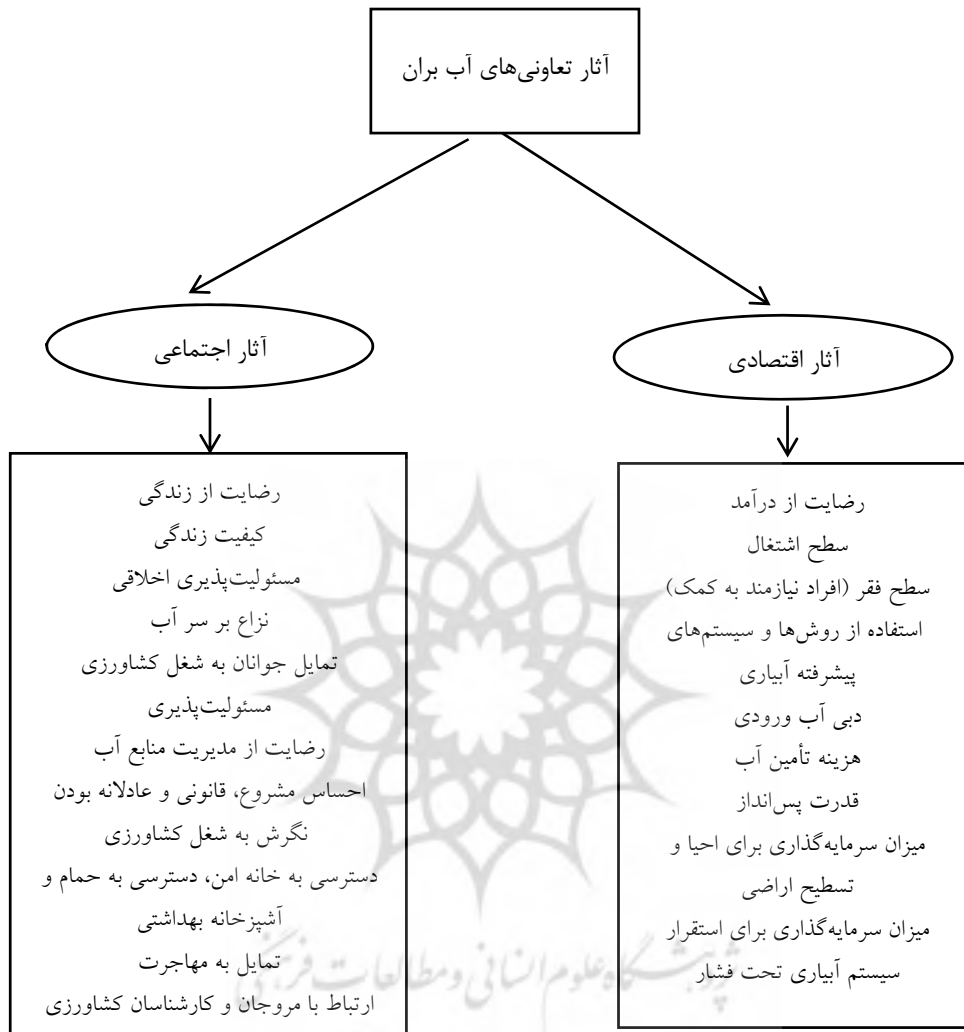 آثار تعاونی‌های آب بران
آثار اقتصادی
رضایت از درآمد
سطح اشتغال
سطح فقر (افراد نیازمند به کمک)
استفاده از روش‌ها و سیستم‌های
پیشرفته آبیاری
دبی آب ورودی
هزینه تأمین آب
قدرت پس‌انداز
میزان سرمایه‌گذاری برای احیا و
تسطیح اراضی
میزان سرمایه‌گذاری برای استقرار
سیستم آبیاری تحت فشار
آثار اجتماعی
رضایت از زندگی
کیفیت زندگی
مسئولیت‌پذیری اخلاقی
نزاع بر سر آب
تمایل جوانان به شغل کشاورزی
مسئولیت‌پذیری
رضایت از مدیریت منابع آب
احساس مشروع، قانونی و عادلانه بودن
نگرش به شغل کشاورزی
دسترسی به خانه امن، دسترسی به حمام و
آشپزخانه بهداشتی
تمایل به مهاجرت
ارتباط با مروجان و کارشناسان کشاورزی
پژوهشگاه علوم انسانی و مطالعات فرهنگی